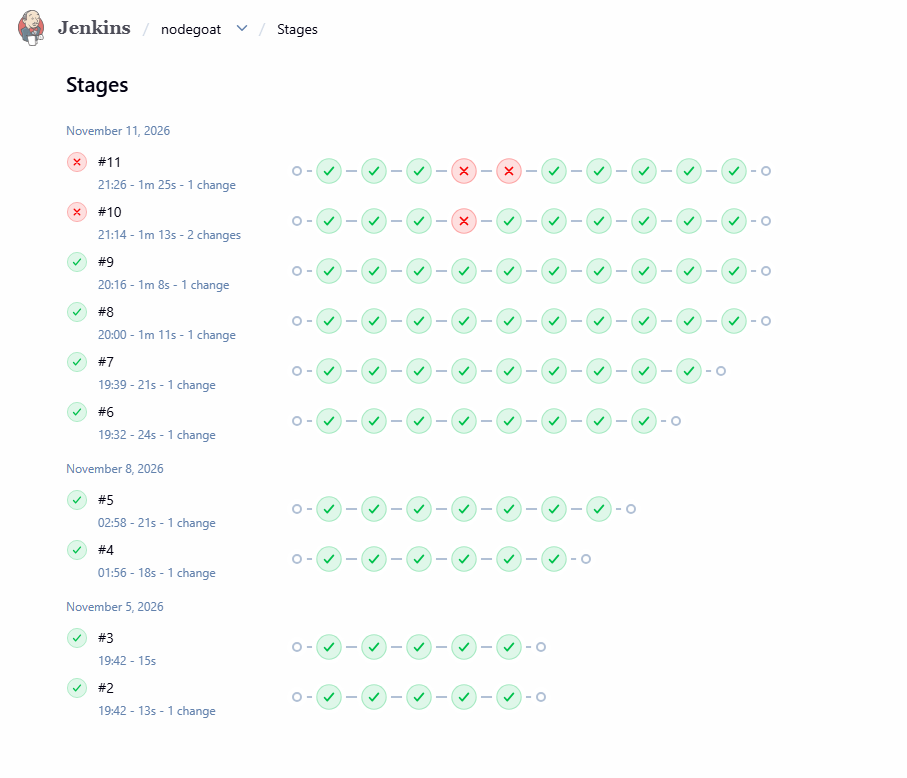 Jenkins / nodegoat / Stages
Stages
November 11, 2026
#11
21:26 - 1m 25s - 1 change
#10
21:14 - 1m 13s - 2 changes
#9
20:16 - 1m 8s - 1 change
#8
20:00 - 1m 11s - 1 change
#7
19:39 - 21s - 1 change
#6
19:32 - 24s - 1 change
November 8, 2026
#5
02:58 - 21s - 1 change
#4
01:56 - 18s - 1 change
November 5, 2026
#3
19:42 - 15s
#2
19:42 - 13s - 1 change